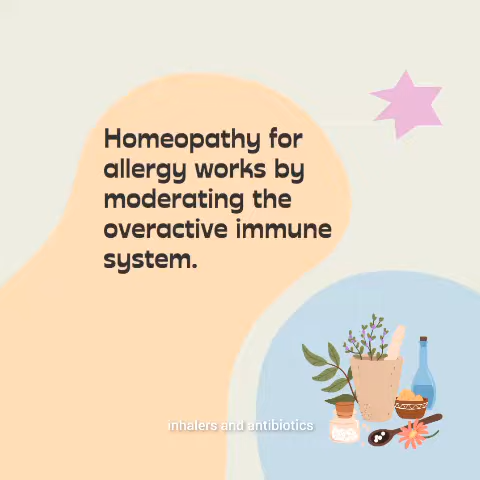 Homeopathy for
allergy works by
moderating the
overactive immune
system.
inhalers and antibiotics